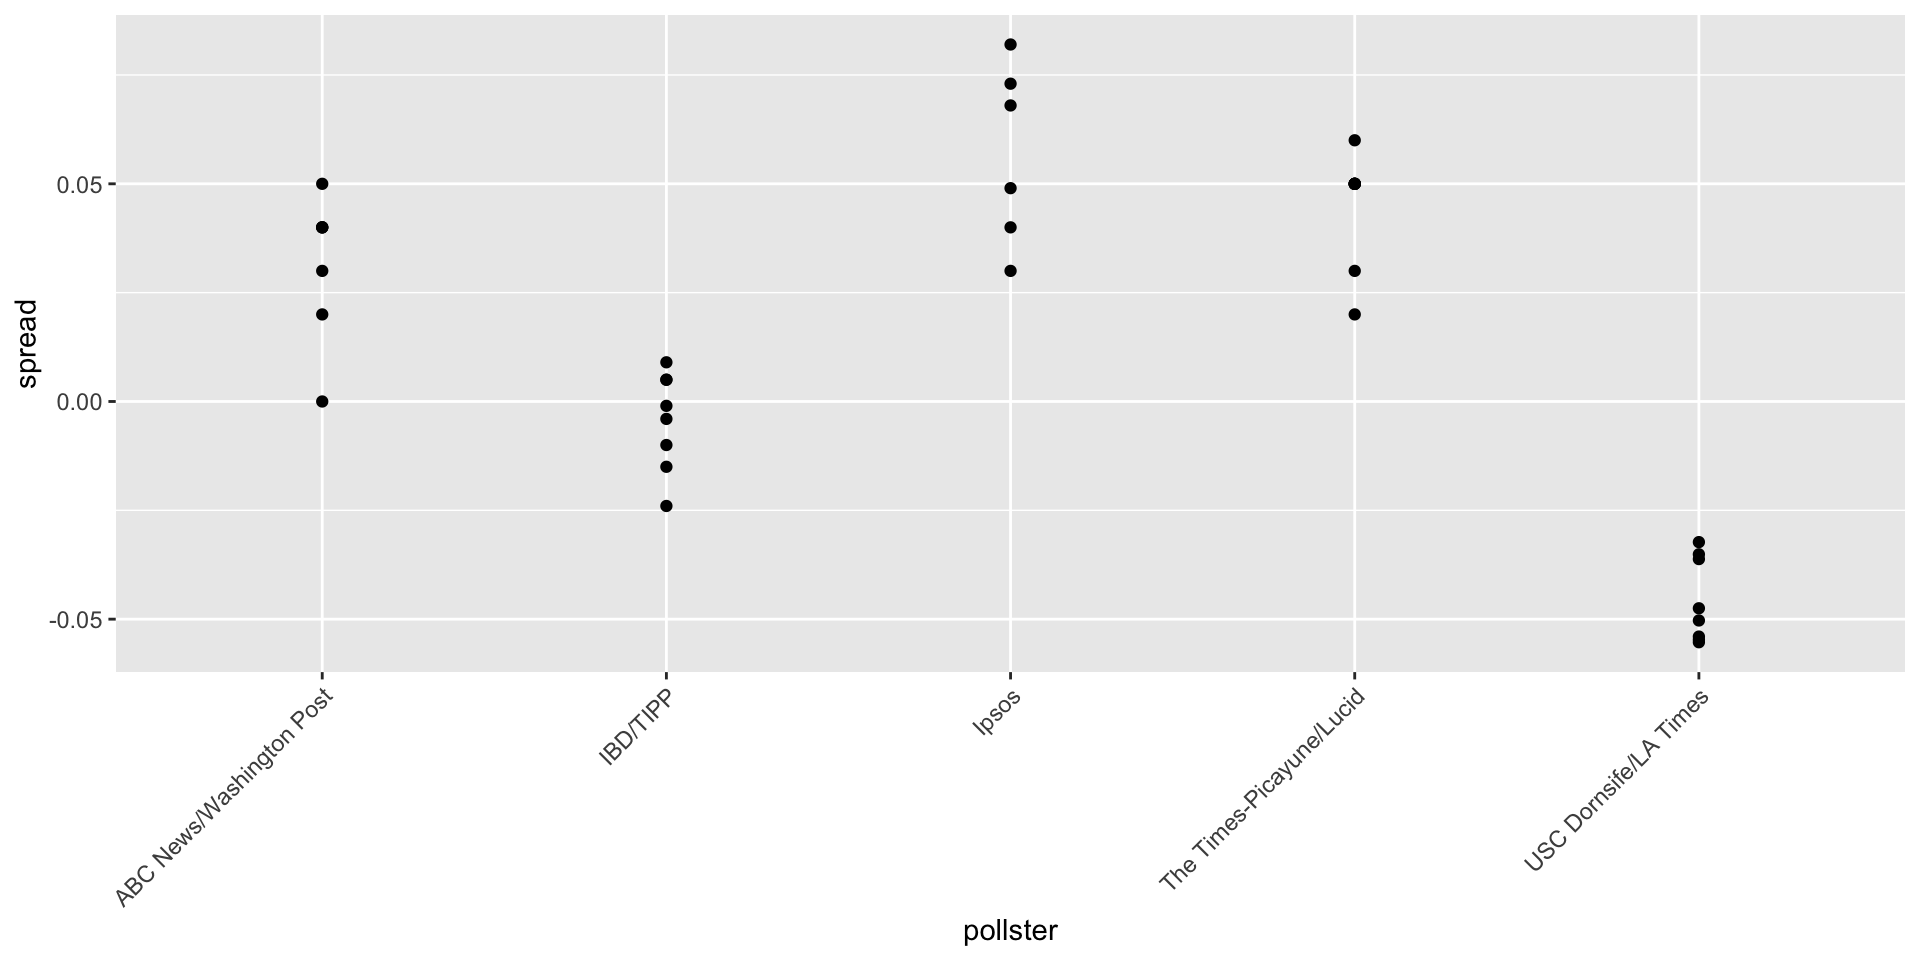 spread
0.05
0.00
-0.05
ABC News/Washington Post
IBD/TIPP
Ipsos
The Times-Picayune/Lucid
USC Dornsife/LA Times
pollster